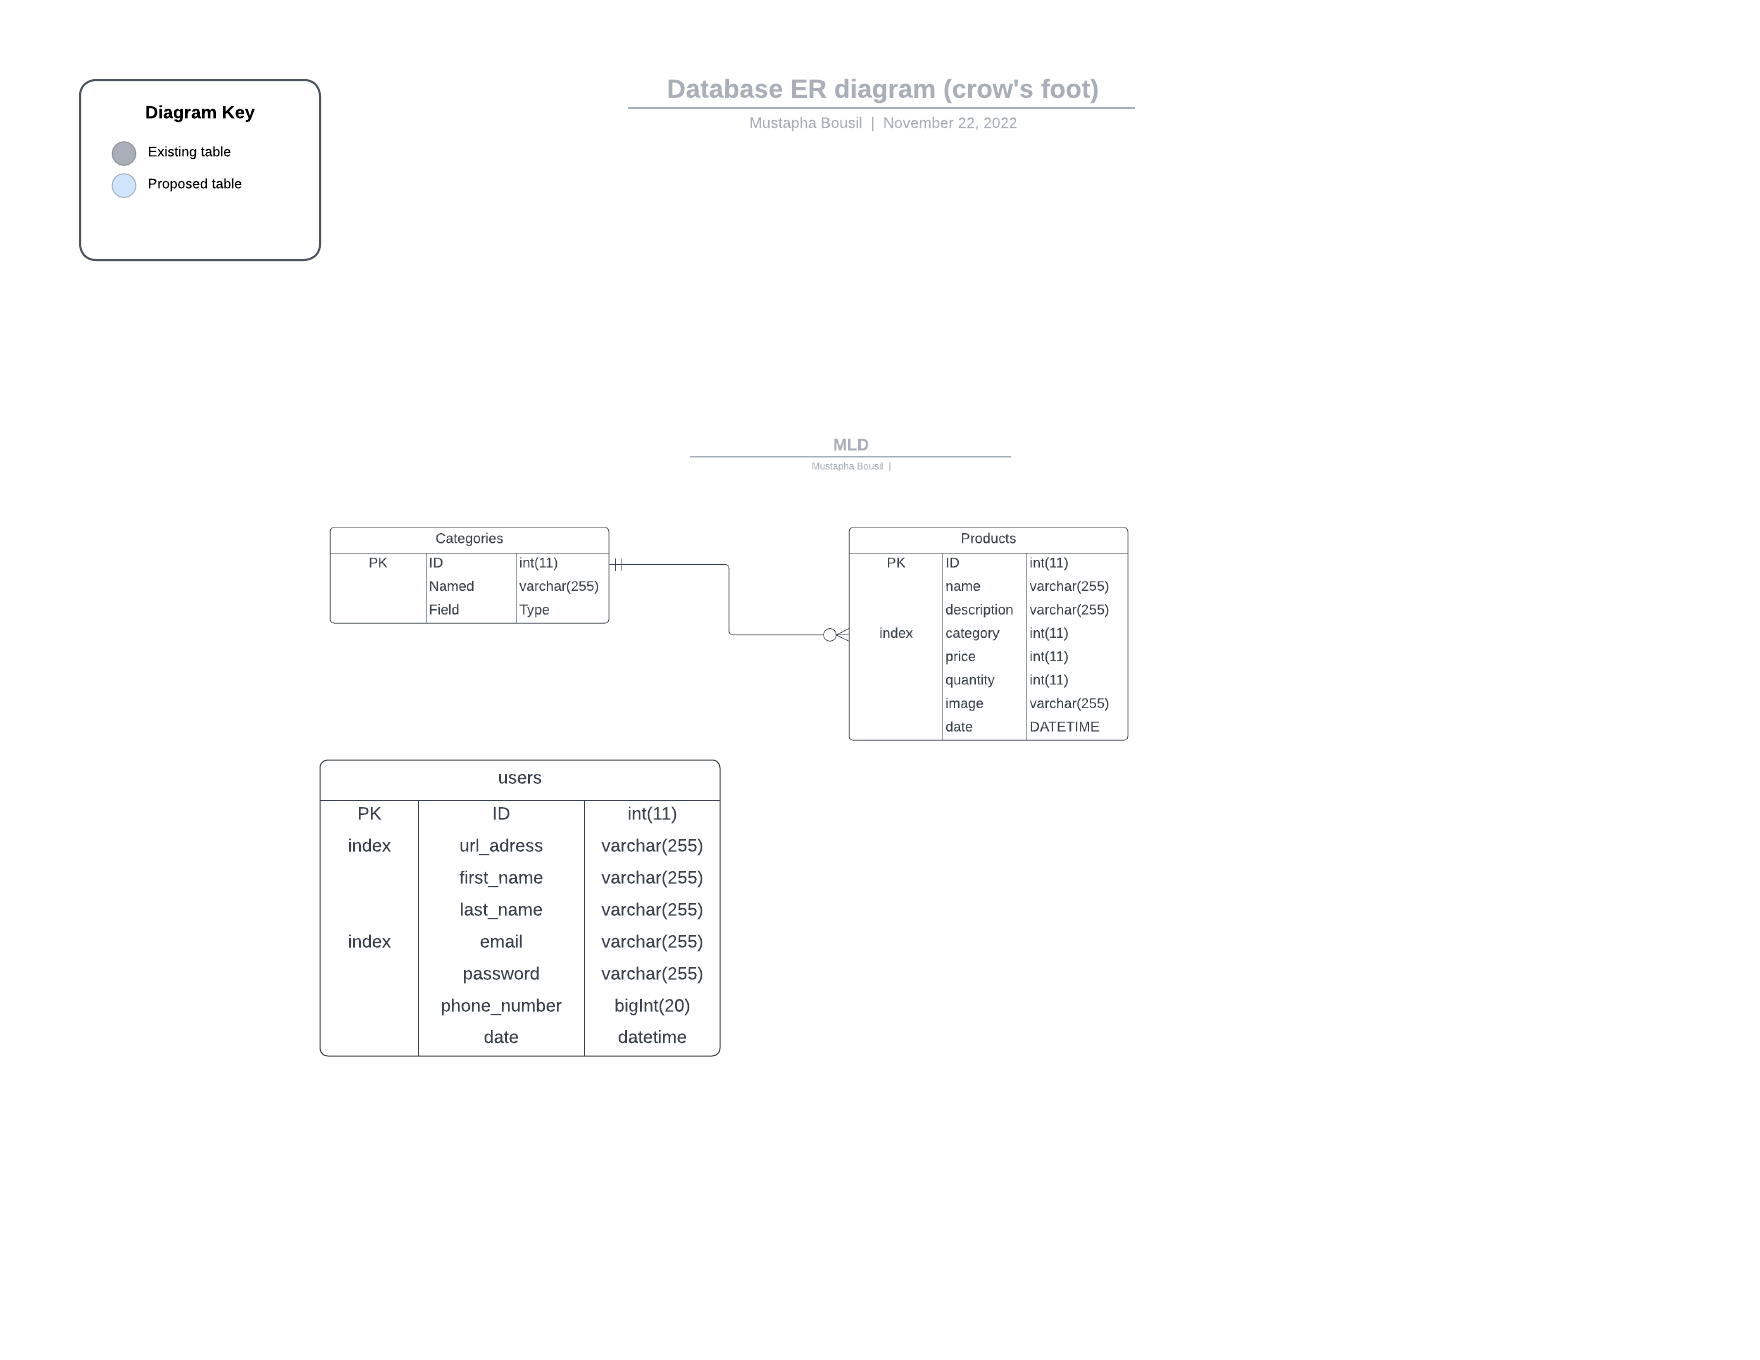 Database ER diagram (crow's foot)
Mustapha Bousil | November 22, 2022
Diagram Key
Existing table
Proposed table
MLD
Mustapha Bousil |
Categories
PK ID int(11)
Named varchar(255)
Field Type
Products
PK ID int(11)
name varchar(255)
description varchar(255)
index category int(11)
price int(11)
quantity int(11)
image varchar(255)
date DATETIME
users
PK ID int(11)
index url_adress varchar(255)
first_name varchar(255)
last_name varchar(255)
index email varchar(255)
password varchar(255)
phone_number bigInt(20)
date datetime